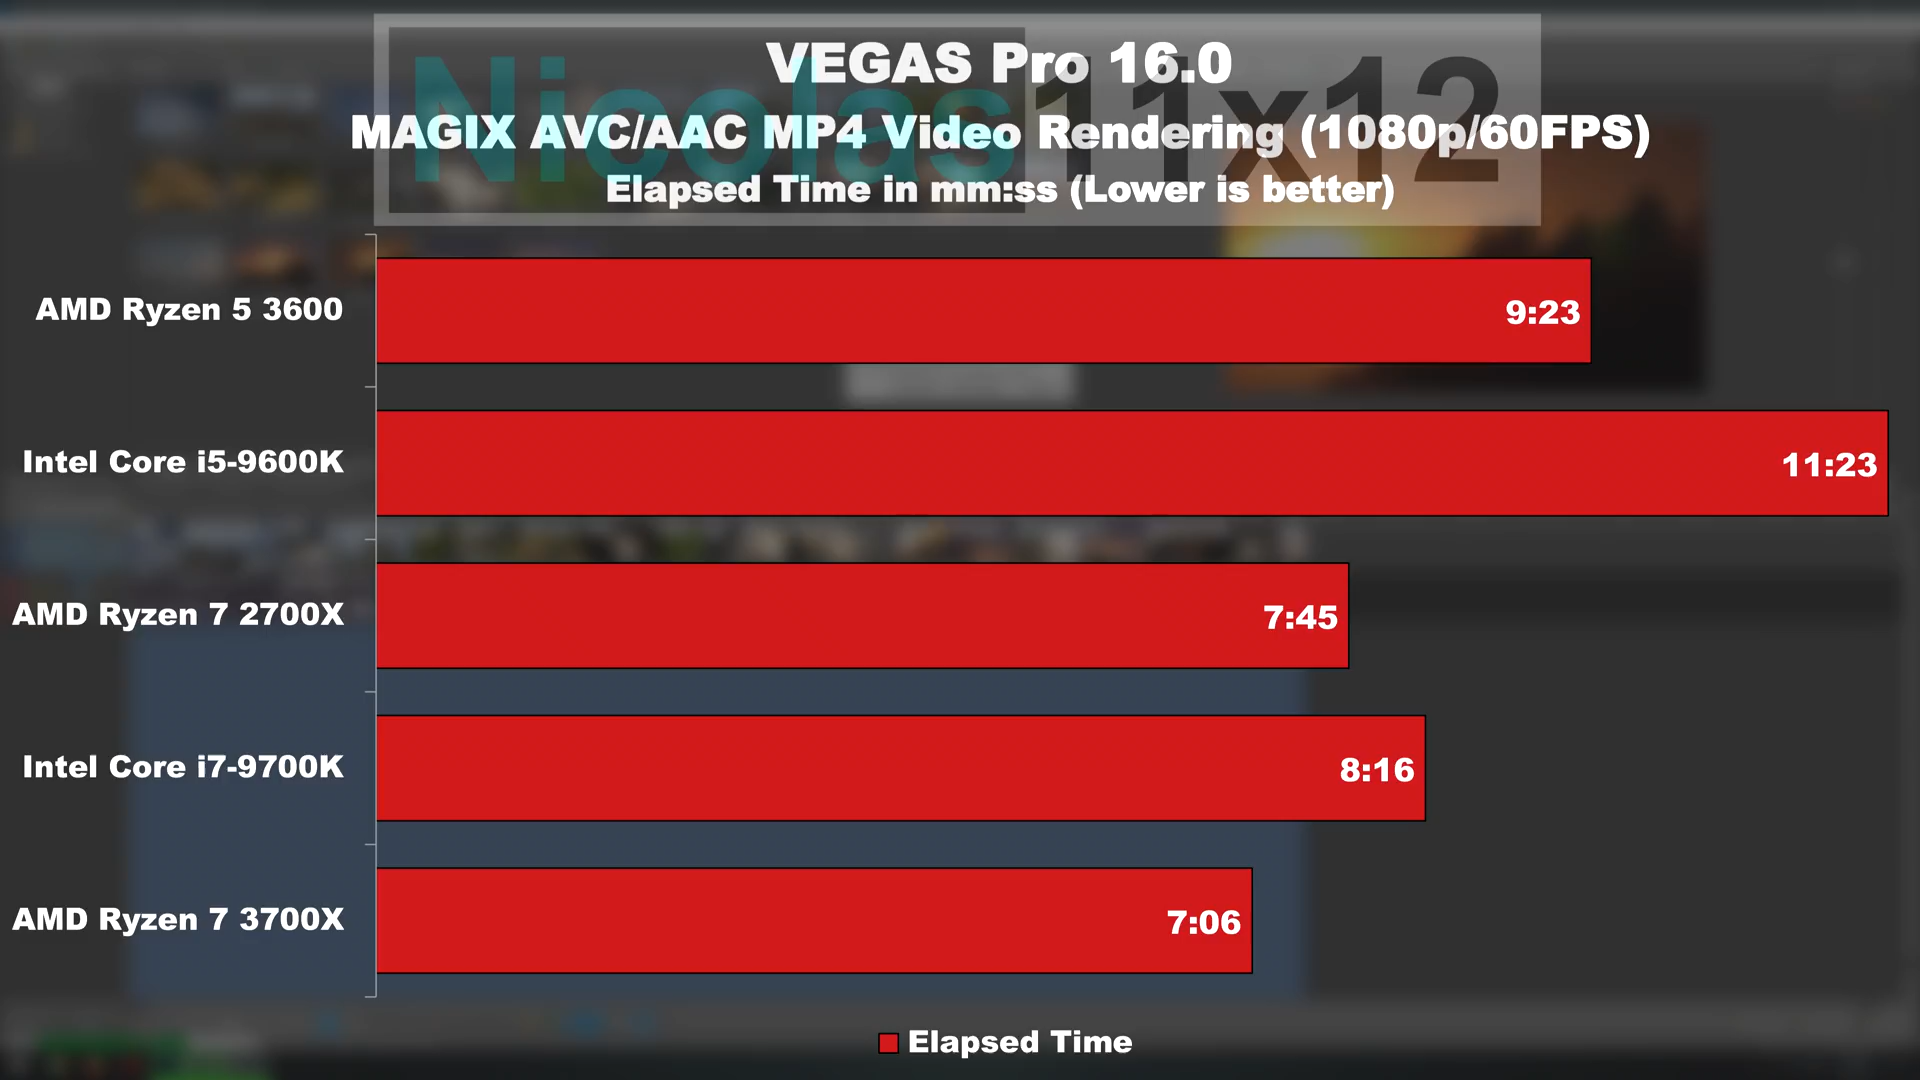 Nicolas11x12
VEGAS Pro 16.0
MAGIX AVC/AAC MP4 Video Rendering (1080p/60FPS)
Elapsed Time in mm:ss (Lower is better)
AMD Ryzen 5 3600 9:23
Intel Core i5-9600K 11:23
AMD Ryzen 7 2700X 7:45
Intel Core i7-9700K 8:16
AMD Ryzen 7 3700X 7:06
Elapsed Time